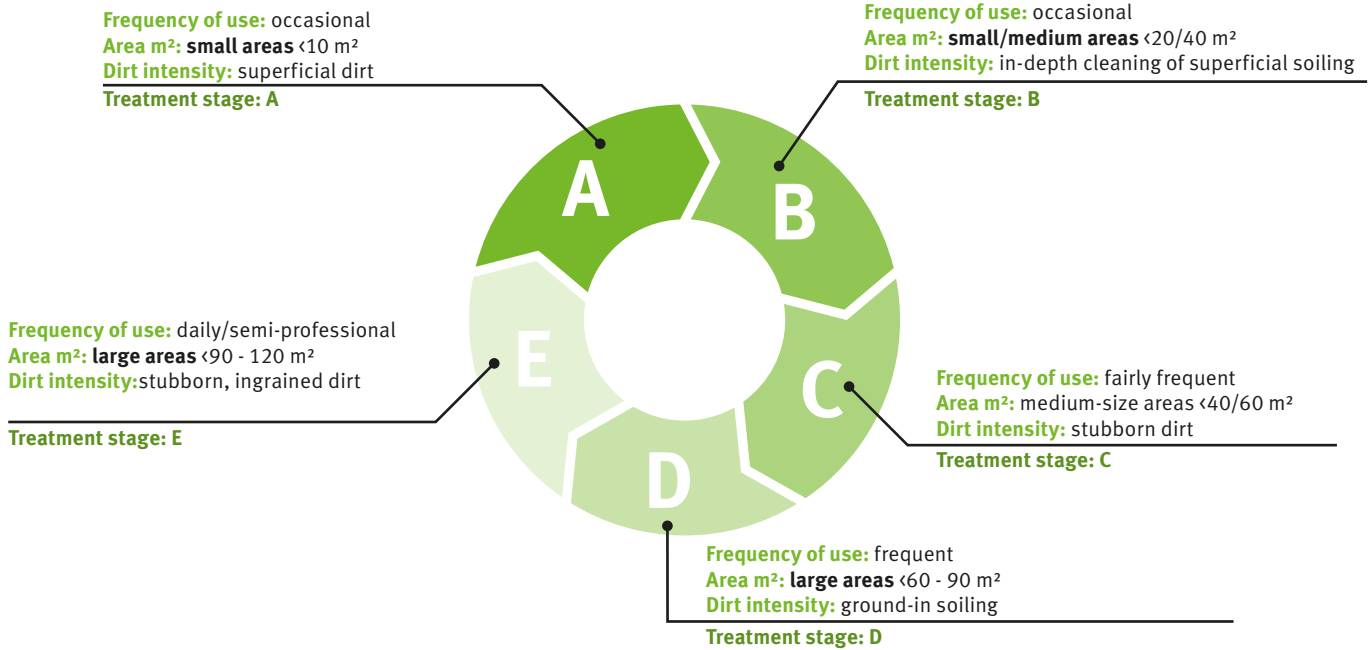 Frequency of use: occasional
Area m²: small areas ‹10 m²
Dirt intensity: superficial dirt
Treatment stage: A
Frequency of use: occasional
Area m²: small/medium areas ‹20/40 m²
Dirt intensity: in-depth cleaning of superficial soiling
Treatment stage: B
A
B
Frequency of use: daily/semi-professional
Area m²: large areas ‹90 - 120 m²
Dirt intensity:stubborn, ingrained dirt
Treatment stage: E
E
C
Frequency of use: fairly frequent
Area m²: medium-size areas ‹40/60 m²
Dirt intensity: stubborn dirt
Treatment stage: C
D
Frequency of use: frequent
Area m²: large areas ‹60 - 90 m²
Dirt intensity: ground-in soiling
Treatment stage: D